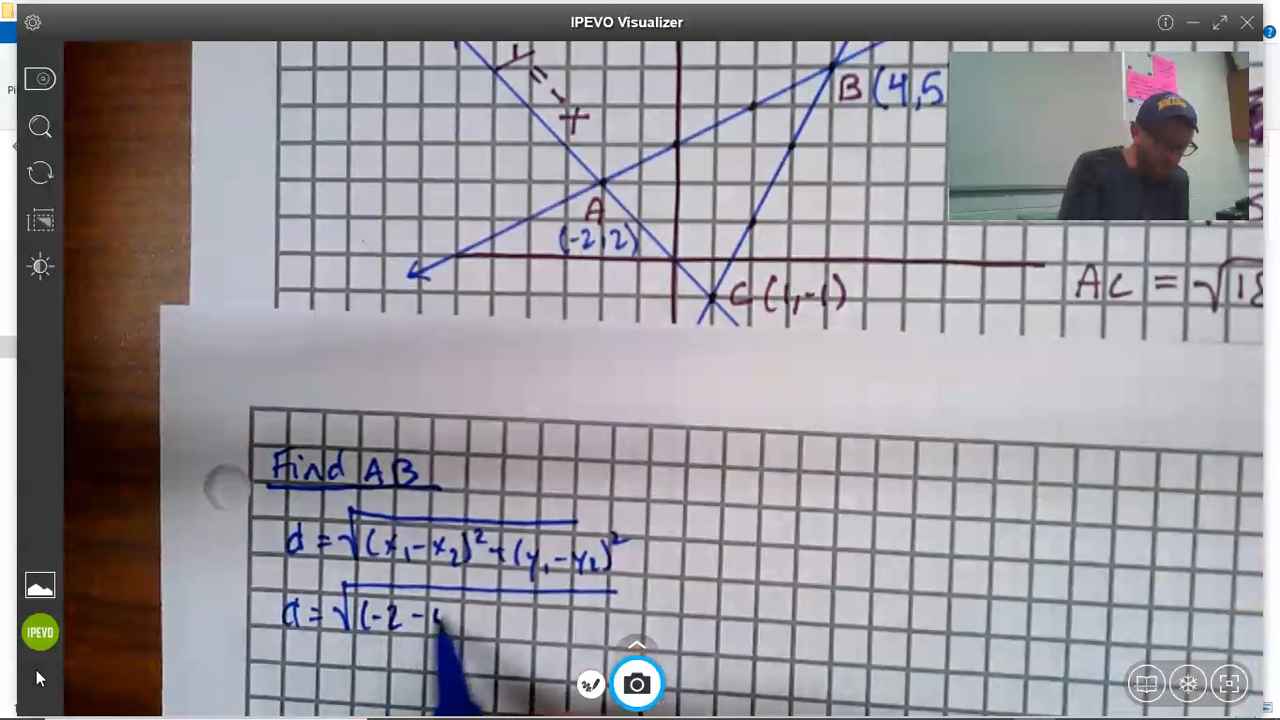 IPEVO Visualizer
y = -x
B (4,5
A
(-2,2)
C (1,-1)
AC = √18
Find AB
d = √(x₁-x₂)²+(y₁-y₂)²
d = √(-2 -
IPEVO